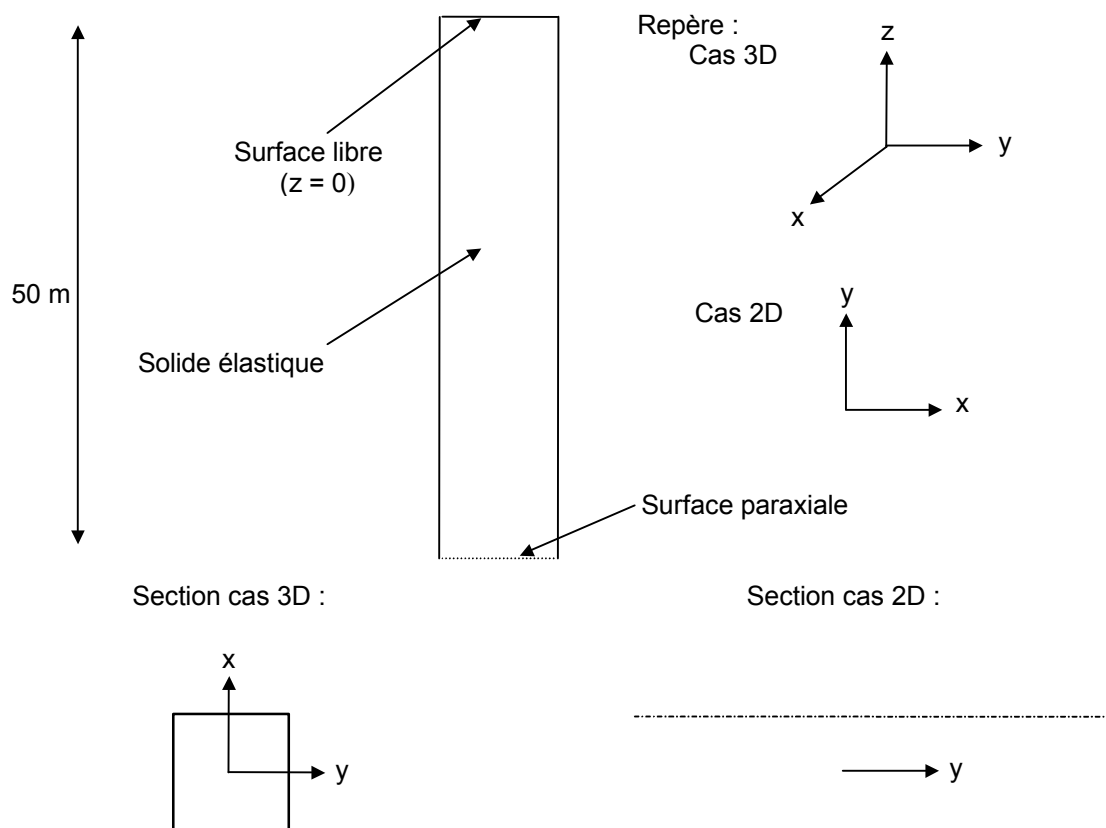 Repère :
Cas 3D
z
y
x
Surface libre
(z = 0)
50 m
Cas 2D
y
x
Solide élastique
Surface paraxiale
Section cas 3D :
Section cas 2D :
x
y
y